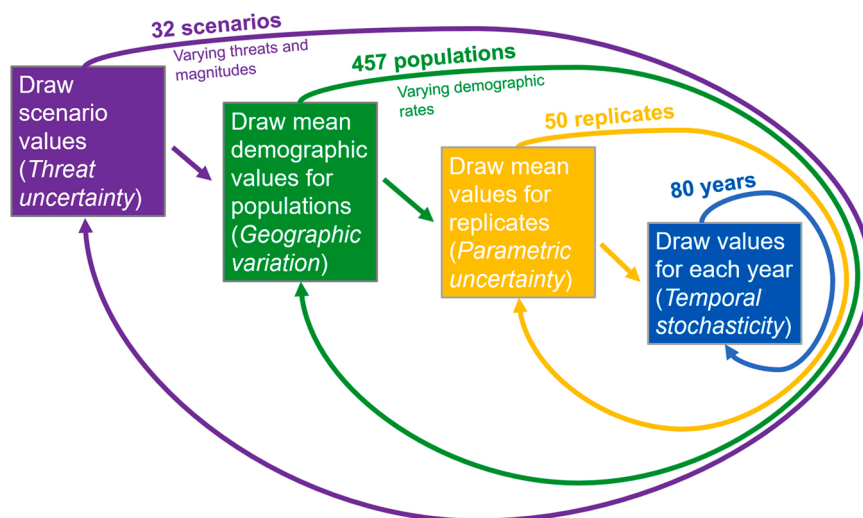 32 scenarios
Varying threats and
magnitudes
Draw
scenario
values
(Threat
uncertainty)
457 populations
Varying demographic
rates
Draw mean
demographic
values for
populations
(Geographic
variation)
50 replicates
Draw mean
values for
replicates
(Parametric
uncertainty)
80 years
Draw values
for each year
(Temporal
stochasticity)